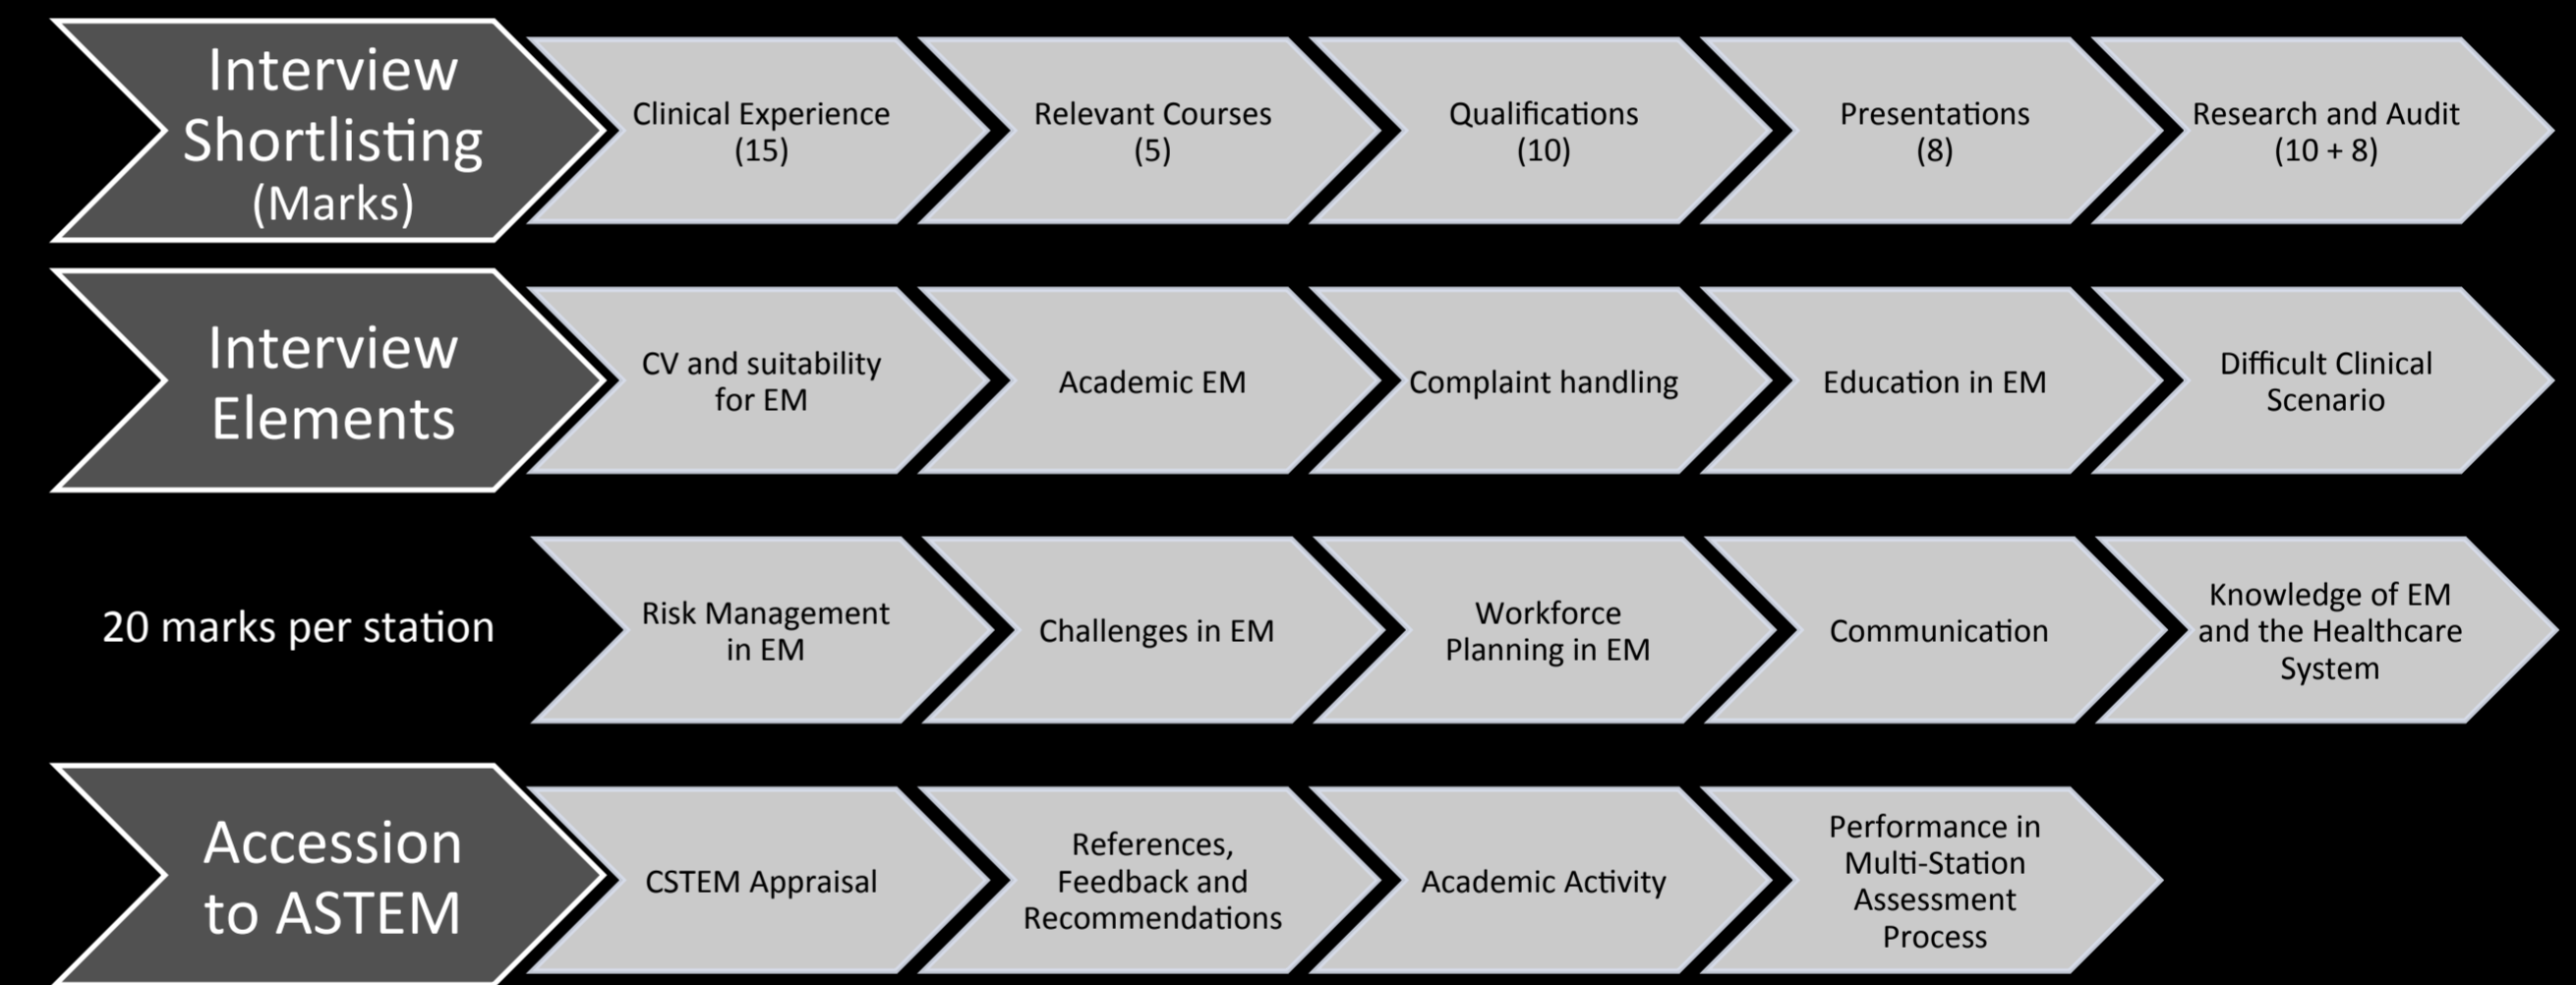 Interview
Shortlisting
(Marks)
Clinical Experience
(15)
Relevant Courses
(5)
Qualifications
(10)
Presentations
(8)
Research and Audit
(10 + 8)
Interview
Elements
CV and suitability
for EM
Academic EM
Complaint handling
Education in EM
Difficult Clinical
Scenario
20 marks per station
Risk Management
in EM
Challenges in EM
Workforce
Planning in EM
Communication
Knowledge of EM
and the Healthcare
System
Accession
to ASTEM
CSTEM Appraisal
References,
Feedback and
Recommendations
Academic Activity
Performance in
Multi-Station
Assessment
Process